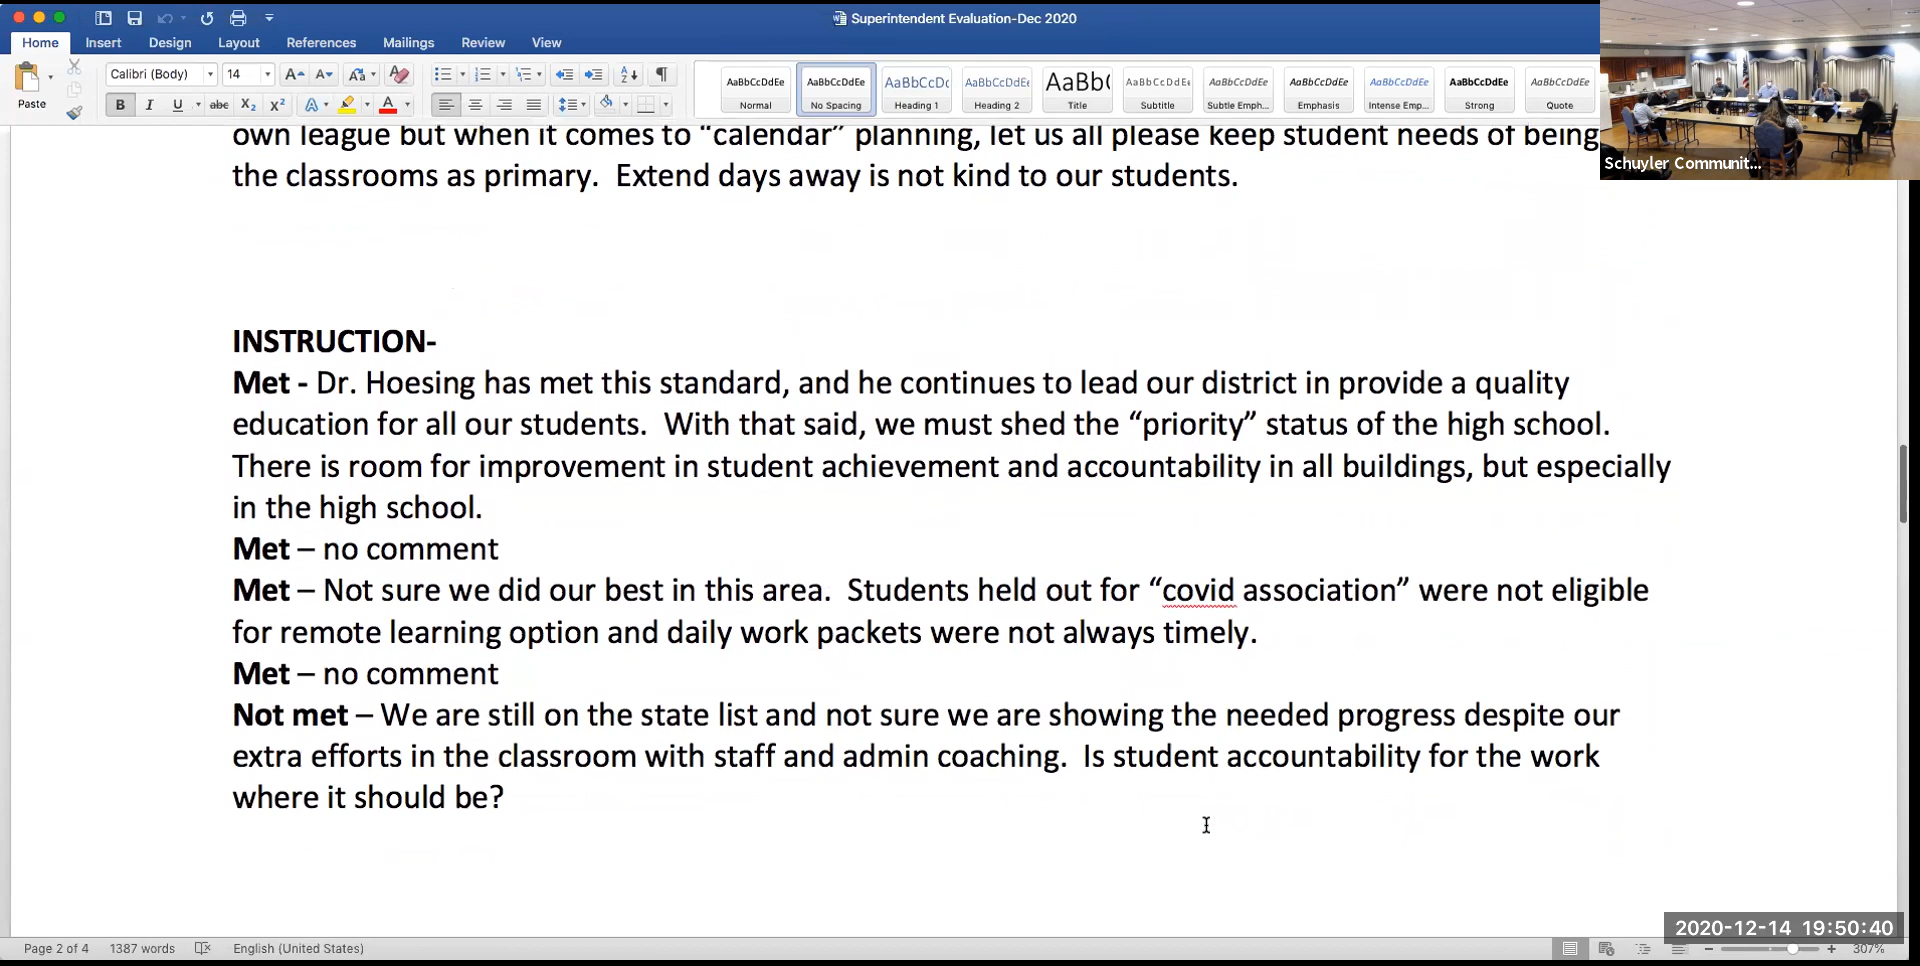 Superintendent Evaluation-Dec 2020
Home Insert Design Layout References Mailings Review View
Paste
Calibri (Body) 14
AaBbCcDdEe AaBbCcDdEe AaBbCcDc AaBbCcDdEe AaBb( AaBbCcDdEe AaBbCcDdEe AaBbCcDdEe AaBbCcDdEe AaBbCcDdEe AaBbCcDdEe
Normal No Spacing Heading 1 Heading 2 Title Subtitle Subtle Emph... Emphasis Intense Emp... Strong Quote
Schuyler Communit...
own league but when it comes to “calendar” planning, let us all please keep student needs of being
the classrooms as primary.  Extend days away is not kind to our students.
INSTRUCTION-
Met - Dr. Hoesing has met this standard, and he continues to lead our district in provide a quality
education for all our students.  With that said, we must shed the “priority” status of the high school.
There is room for improvement in student achievement and accountability in all buildings, but especially
in the high school.
Met – no comment
Met – Not sure we did our best in this area.  Students held out for “covid association” were not eligible
for remote learning option and daily work packets were not always timely.
Met – no comment
Not met – We are still on the state list and not sure we are showing the needed progress despite our
extra efforts in the classroom with staff and admin coaching.  Is student accountability for the work
where it should be?
2020-12-14 19:50:40
Page 2 of 4 1387 words English (United States) 307%